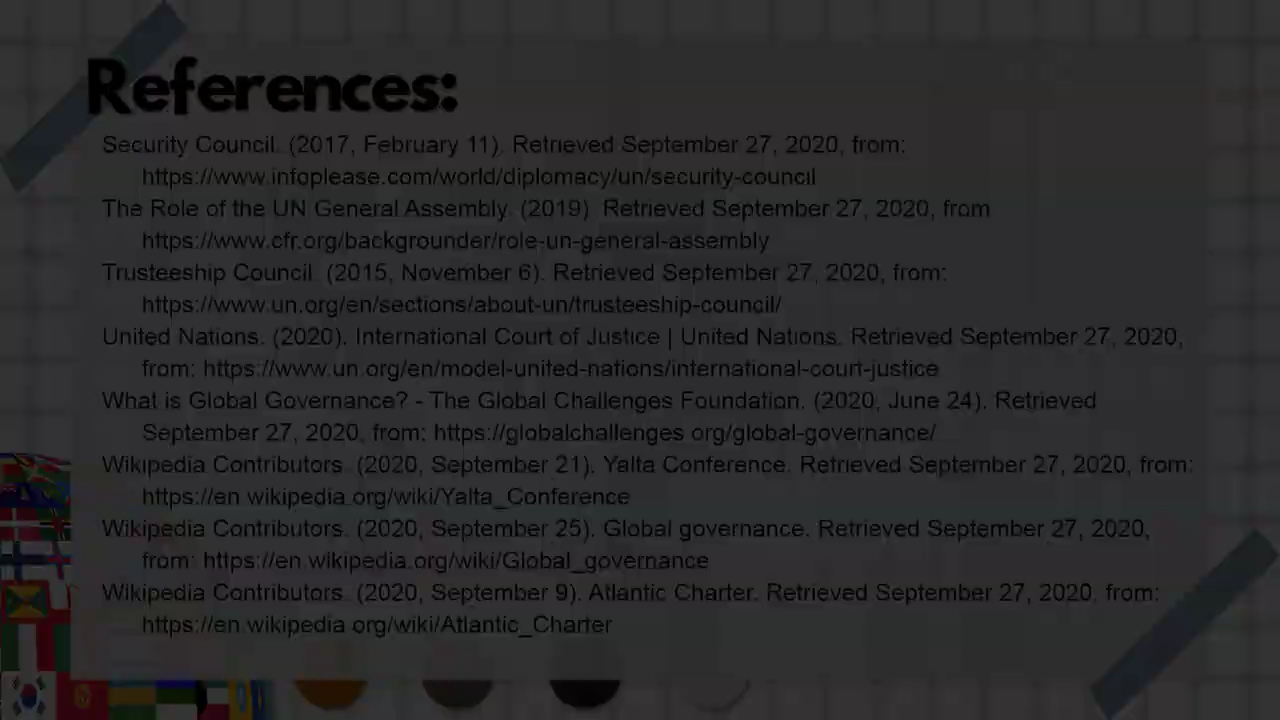 References:
Security Council. (2017, February 11). Retrieved September 27, 2020, from:
https://www.infoplease.com/world/diplomacy/un/security-council
The Role of the UN General Assembly. (2019). Retrieved September 27, 2020, from
https://www.cfr.org/backgrounder/role-un-general-assembly
Trusteeship Council. (2015, November 6). Retrieved September 27, 2020, from:
https://www.un.org/en/sections/about-un/trusteeship-council/
United Nations. (2020). International Court of Justice | United Nations. Retrieved September 27, 2020,
from: https://www.un.org/en/model-united-nations/international-court-justice
What is Global Governance? - The Global Challenges Foundation. (2020, June 24). Retrieved
September 27, 2020, from: https://globalchallenges.org/global-governance/
Wikipedia Contributors. (2020, September 21). Yalta Conference. Retrieved September 27, 2020, from:
https://en.wikipedia.org/wiki/Yalta_Conference
Wikipedia Contributors. (2020, September 25). Global governance. Retrieved September 27, 2020,
from: https://en.wikipedia.org/wiki/Global_governance
Wikipedia Contributors. (2020, September 9). Atlantic Charter. Retrieved September 27, 2020, from:
https://en.wikipedia.org/wiki/Atlantic_Charter